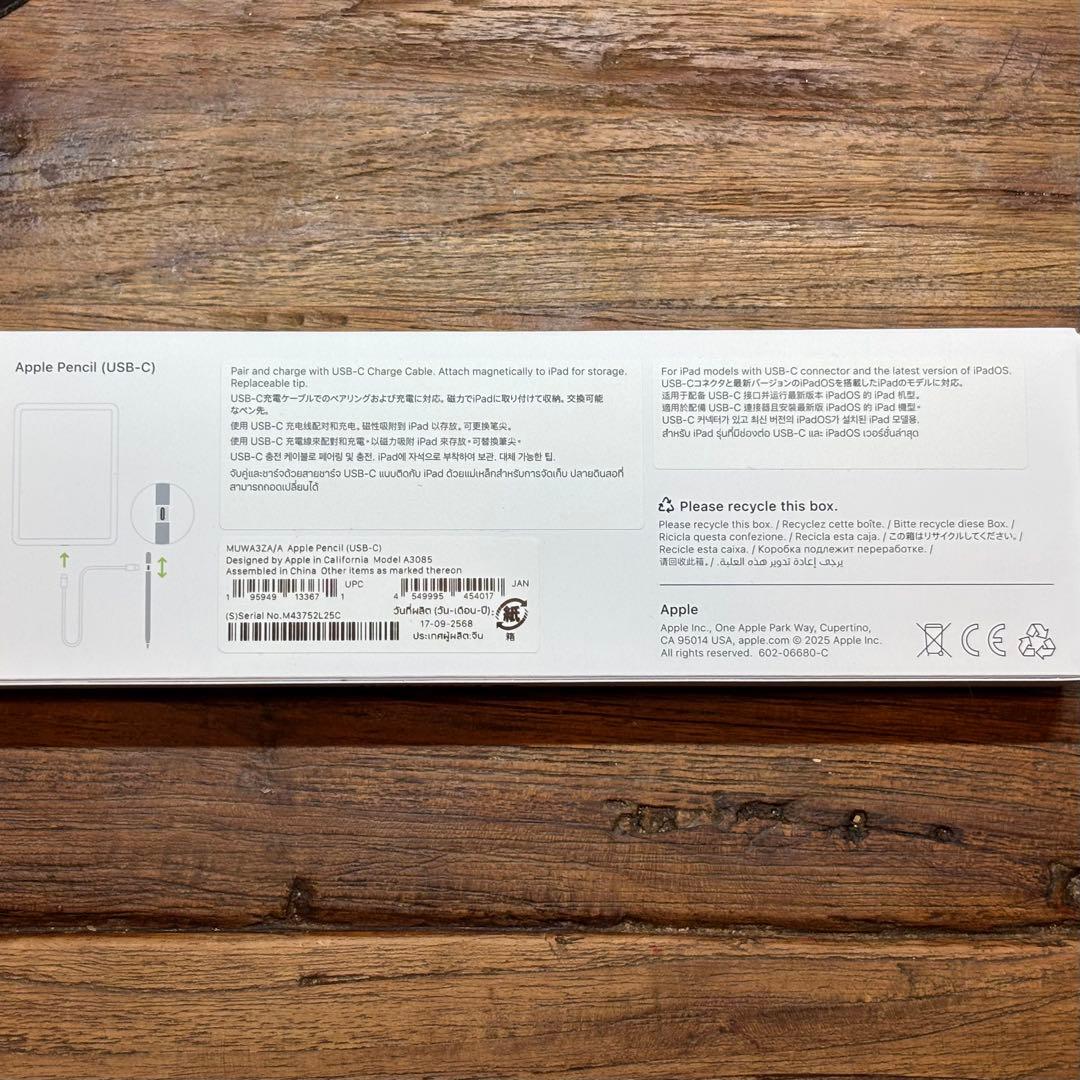 Apple Pencil (USB-C)
Pair and charge with USB-C Charge Cable. Attach magnetically to iPad for storage.
Replaceable tip.
USB-C充電ケーブルでのペアリングおよび充電に対応。磁力でiPadに取り付けて収納。交換可能
なペン先。
使用 USB-C 充电线配对和充电。磁性吸附到 iPad 以存放。可更换笔尖。
使用 USB-C 充電線來配對和充電。以磁力吸附 iPad 來存放。可替換筆尖。
USB-C 충전 케이블로 페어링 및 충전. iPad에 자석으로 부착하여 보관. 대체 가능한 팁.
จับคู่และชาร์จด้วยสายชาร์จ USB-C แนบติดกับ iPad ด้วยแม่เหล็กสำหรับการจัดเก็บ ปลายดินสอที่
สามารถถอดเปลี่ยนได้
MUWA3ZA/A Apple Pencil (USB-C)
Designed by Apple in California Model A3085
Assembled in China Other items as marked thereon
UPC
1 95949 13367 1
JAN
4 549995 454017
(S)Serial No.M43752L25C
วันที่ผลิต (วัน-เดือน-ปี):
17-09-2568
ประเทศผู้ผลิต:จีน
紙
箱
For iPad models with USB-C connector and the latest version of iPadOS.
USB-Cコネクタと最新バージョンのiPadOSを搭載したiPadのモデルに対応。
适用于配备 USB-C 接口并运行最新版本 iPadOS 的 iPad 机型。
適用於配備 USB-C 連接器且安裝最新版 iPadOS 的 iPad 機型。
USB-C 커넥터가 있고 최신 버전의 iPadOS가 설치된 iPad 모델용.
สำหรับ iPad รุ่นที่มีช่องต่อ USB-C และ iPadOS เวอร์ชั่นล่าสุด
Please recycle this box.
Please recycle this box. / Recyclez cette boîte. / Bitte recycle diese Box. /
Ricicla questa confezione. / Recicla esta caja. / この箱はリサイクルしてください。/
Recicle esta caixa. / Коробка подлежит переработке. /
请回收此箱。/ يرجى إعادة تدوير هذه العلبة.
Apple
Apple Inc., One Apple Park Way, Cupertino,
CA 95014 USA, apple.com © 2025 Apple Inc.
All rights reserved. 602-06680-C
CE